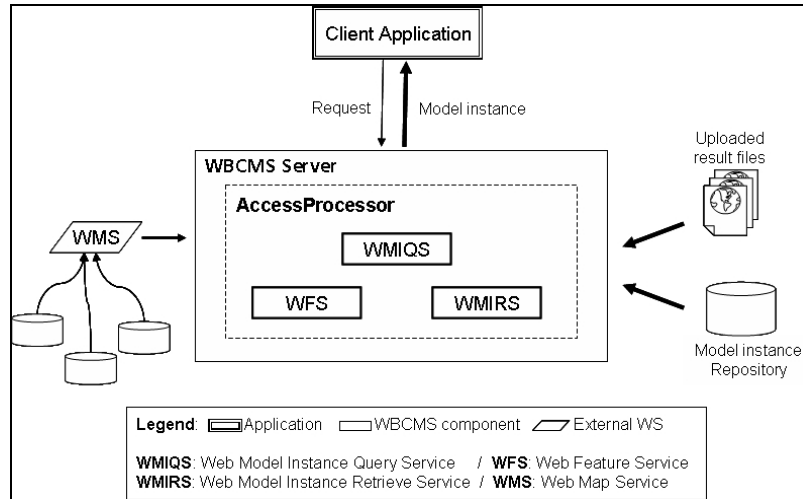 Client Application
Request
Model instance
WBCMS Server
AccessProcessor
WMIQS
WFS
WMIRS
WMS
Uploaded
result files
Model instance
Repository
Legend: Application WBCMS component External WS
WMIQS: Web Model Instance Query Service / WFS: Web Feature Service
WMIRS: Web Model Instance Retrieve Service / WMS: Web Map Service